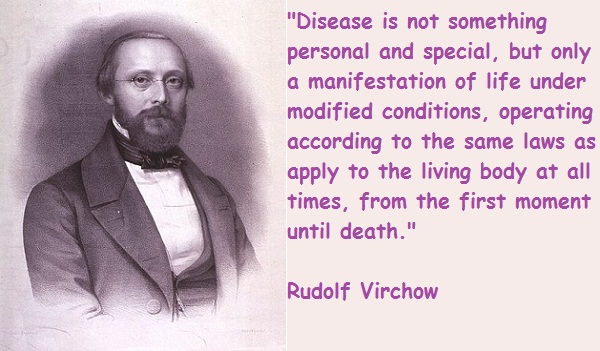 "Disease is not something
personal and special, but only
a manifestation of life under
modified conditions, operating
according to the same laws as
apply to the living body at all
times, from the first moment
until death."
Rudolf Virchow